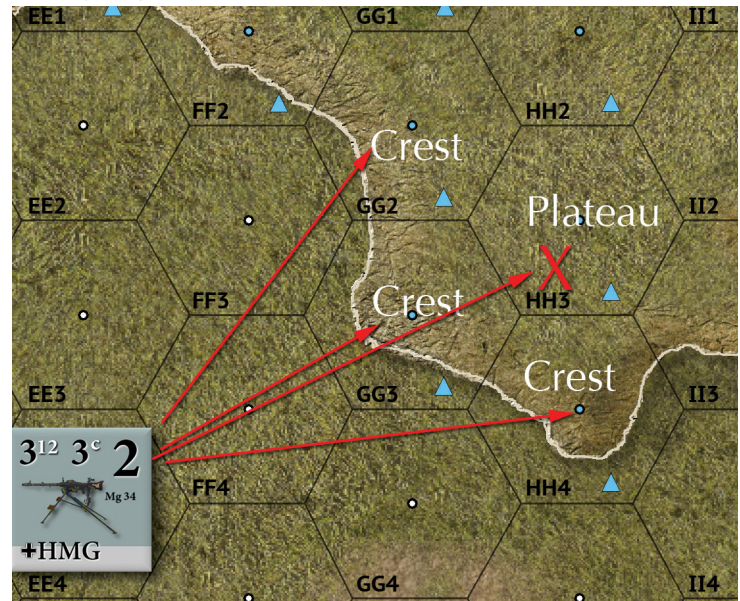 EE1
GG1
II1
FF2
HH2
Crest
EE2
GG2
II2
Plateau
X
FF3
HH3
Crest
EE3
GG3
II3
Crest
3¹² 3ᶜ 2
Mg 34
+HMG
FF4
HH4
EE4
GG4
II4